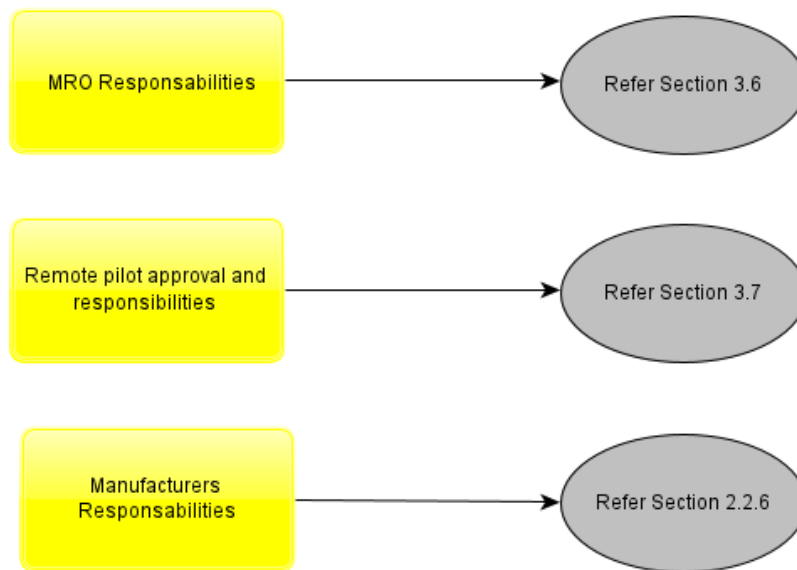 MRO Responsabilities
Refer Section 3.6
Remote pilot approval and
responsibilities
Refer Section 3.7
Manufacturers
Responsabilities
Refer Section 2.2.6